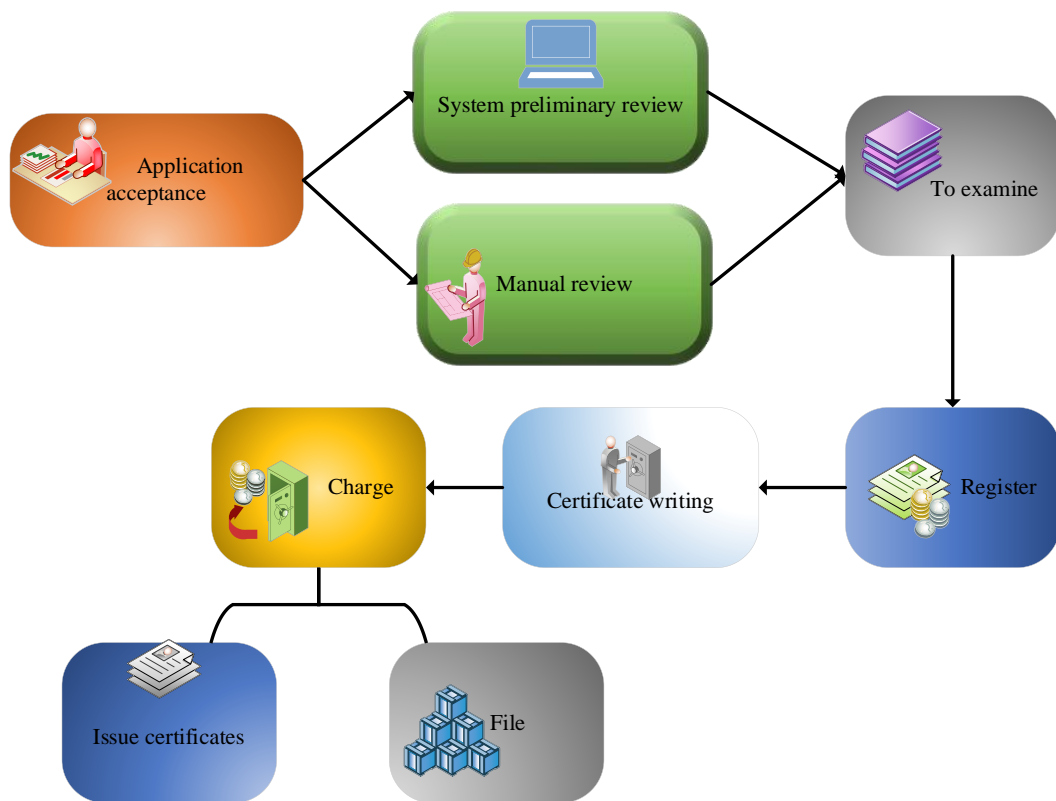 System preliminary review
Application
acceptance
To examine
Manual review
Charge
Certificate writing
Register
Issue certificates
File